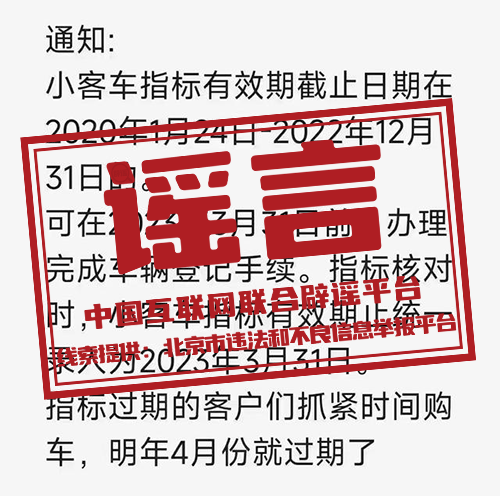 通知:
小客车指标有效期截止日期在
2020年1月24日-2022年12月
31日的。
可在2023年3月31日前，办理
完成车辆登记手续。指标核对
时，小客车指标有效期止统一
录入为2023年3月31日。
指标过期的客户们抓紧时间购
车，明年4月份就过期了
谣言
中国互联网联合辟谣平台
线索提供：北京市违法和不良信息举报平台